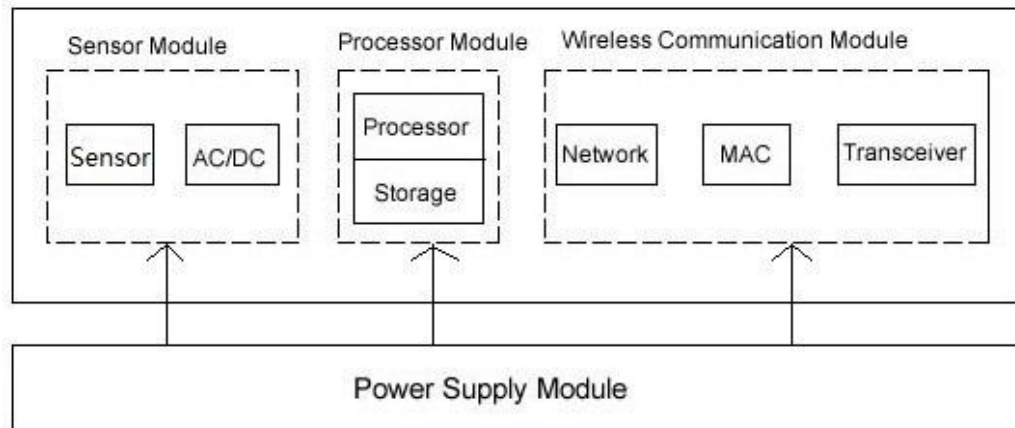 Sensor Module
Processor Module
Wireless Communication Module
Sensor
AC/DC
Processor
Storage
Network
MAC
Transceiver
Power Supply Module